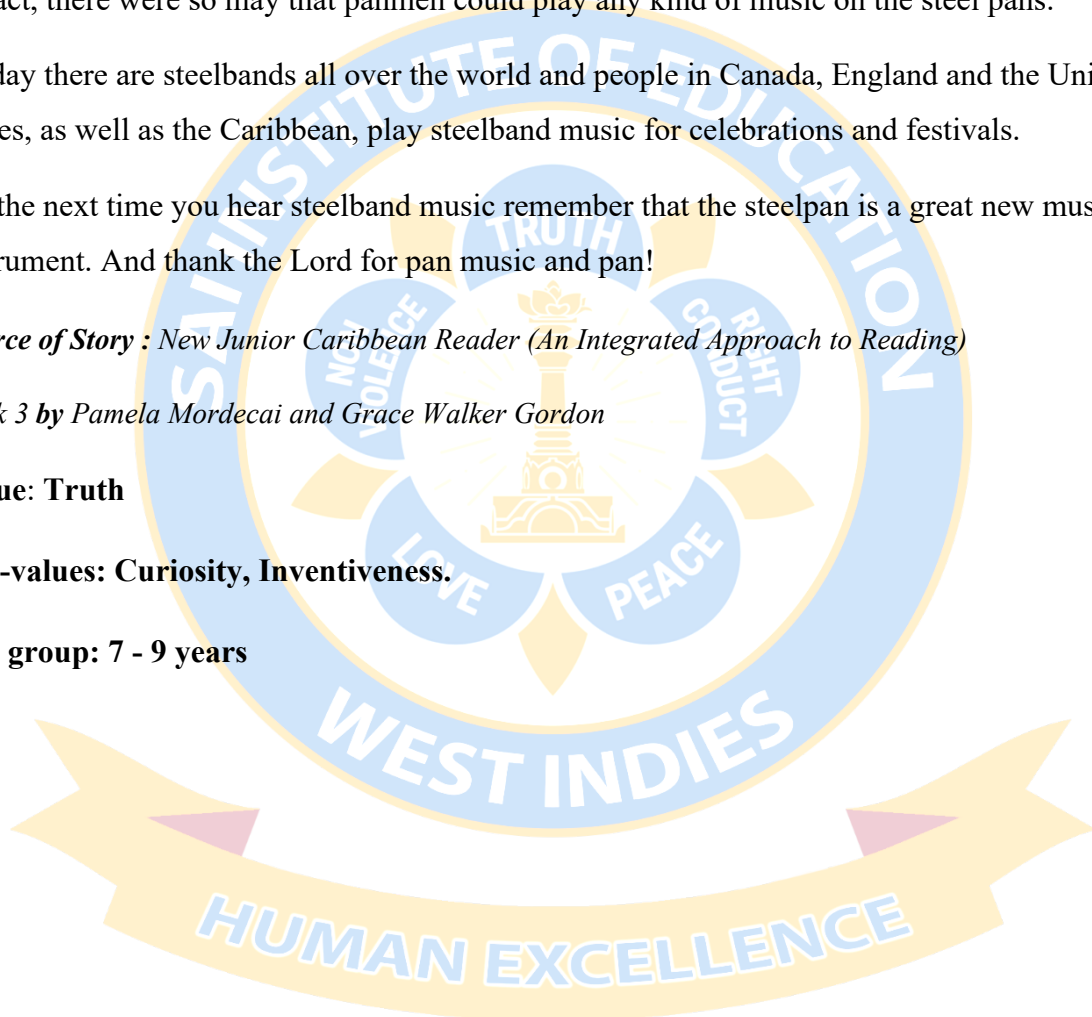 act, there were so may that panmen could play any kind of music on the steel pans.
day there are steelbands all over the world and people in Canada, England and the Uni
es, as well as the Caribbean, play steelband music for celebrations and festivals.
the next time you hear steelband music remember that the steelpan is a great new mus
rument. And thank the Lord for pan music and pan!
rce of Story : New Junior Caribbean Reader (An Integrated Approach to Reading)
k 3 by Pamela Mordecai and Grace Walker Gordon
ue: Truth
-values: Curiosity, Inventiveness.
group: 7 - 9 years
SAI INSTITUTE OF EDUCATION
TRUTH
NON
VIOLENCE
RIGHT
CONDUCT
LOVE
PEACE
WEST INDIES
HUMAN EXCELLENCE